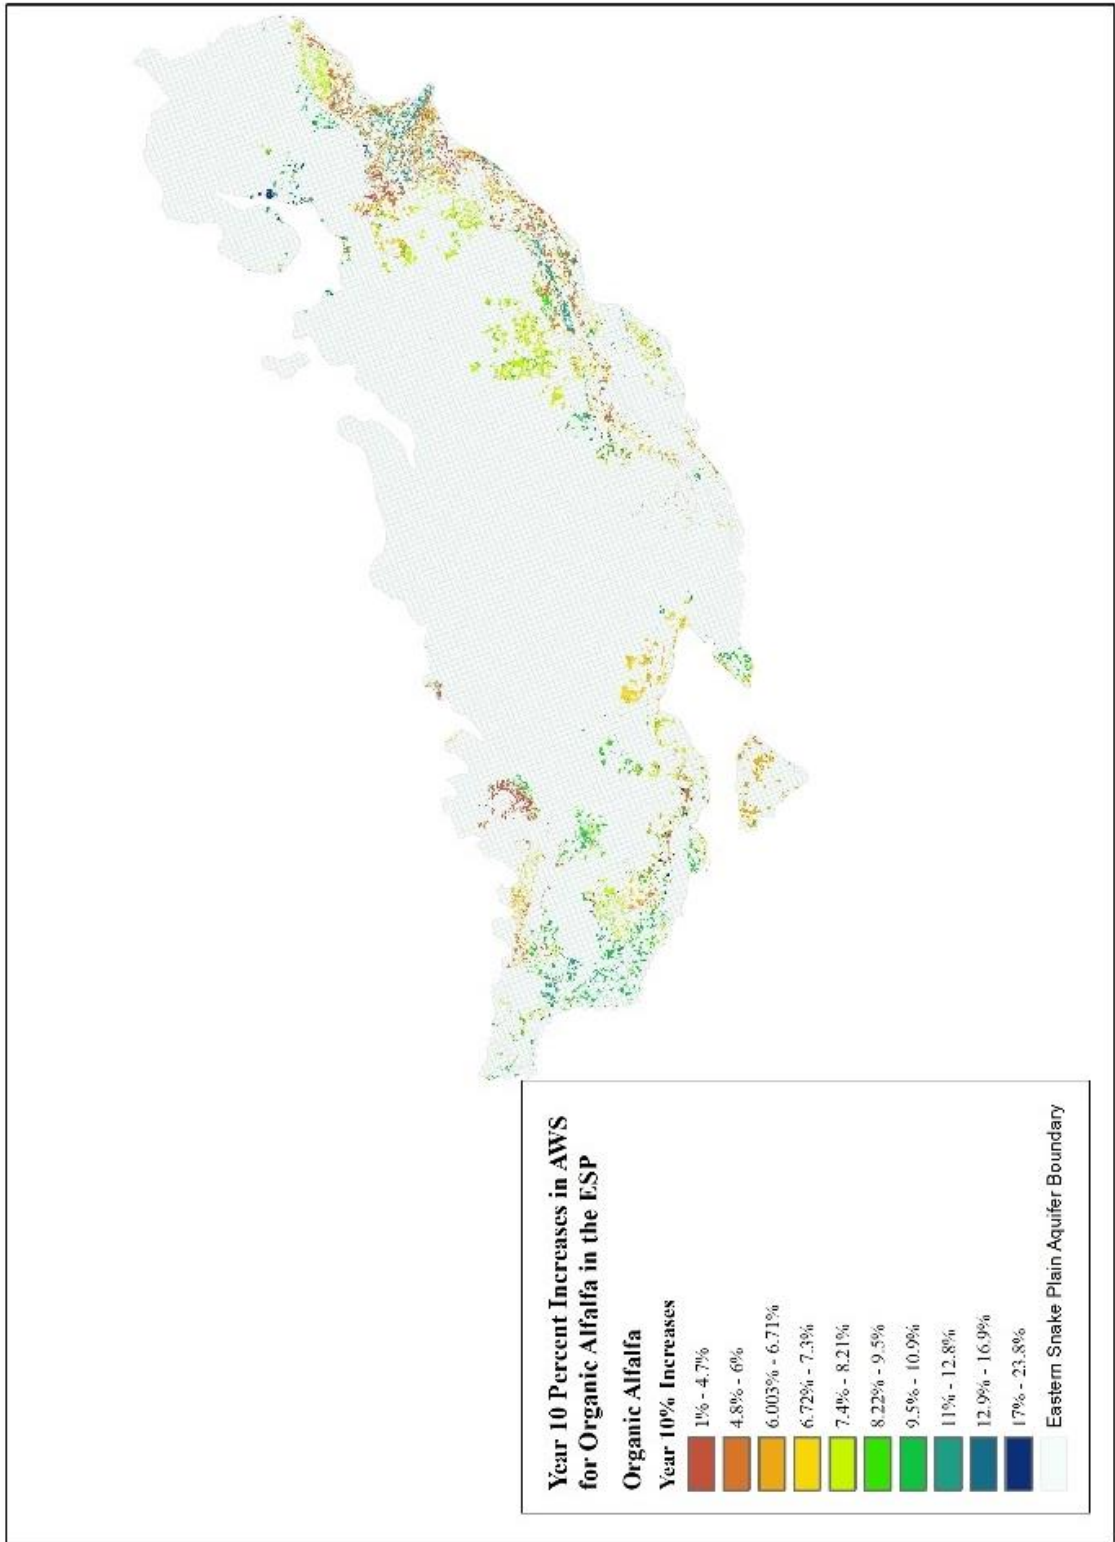 Year 10 Percent Increases in AWS
for Organic Alfalfa in the ESP
Organic Alfalfa
Year 10% Increases
1% - 4.7%
4.8% - 6%
6.003% - 6.71%
6.72% - 7.3%
7.4% - 8.21%
8.22% - 9.5%
9.5% - 10.9%
11% - 12.8%
12.9% - 16.9%
17% - 23.8%
Eastern Snake Plain Aquifer Boundary